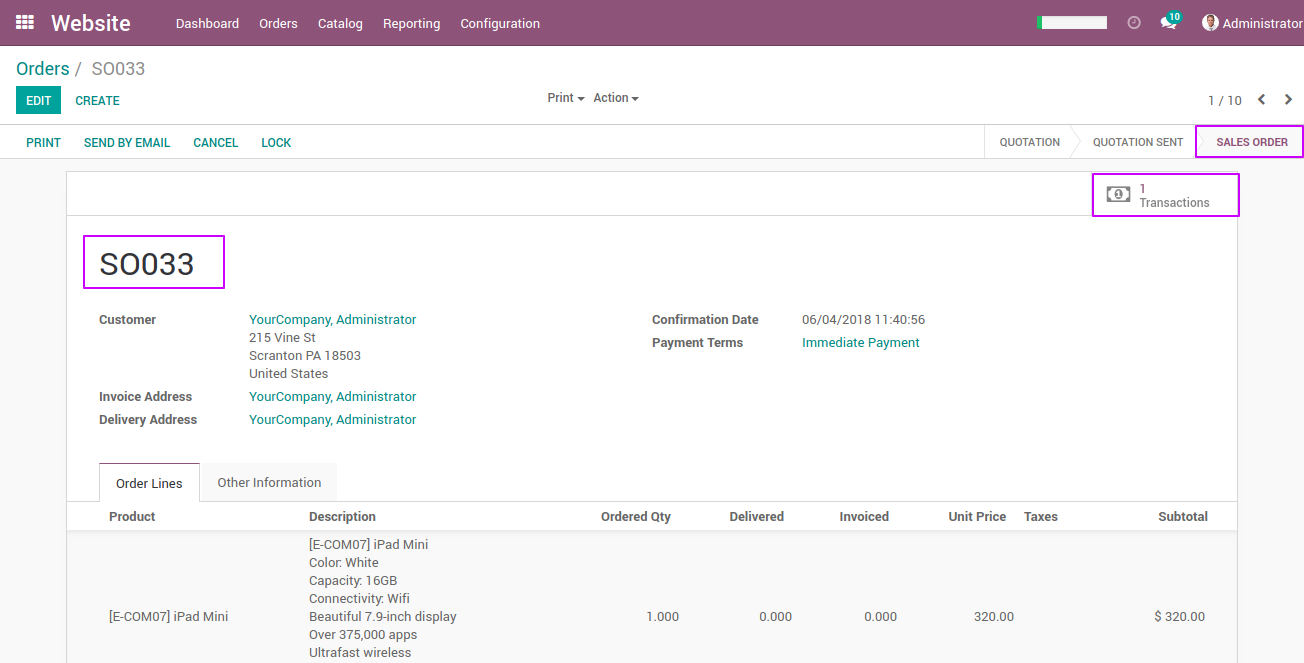 Website Dashboard Orders Catalog Reporting Configuration 10 Administrator
Orders / SO033
EDIT CREATE Print Action 1 / 10
PRINT SEND BY EMAIL CANCEL LOCK QUOTATION QUOTATION SENT SALES ORDER
1
Transactions
SO033
Customer YourCompany, Administrator Confirmation Date 06/04/2018 11:40:56
215 Vine St Payment Terms Immediate Payment
Scranton PA 18503
United States
Invoice Address YourCompany, Administrator
Delivery Address YourCompany, Administrator
Order Lines Other Information
Product Description Ordered Qty Delivered Invoiced Unit Price Taxes Subtotal
[E-COM07] iPad Mini
Color: White
Capacity: 16GB
Connectivity: Wifi
[E-COM07] iPad Mini Beautiful 7.9-inch display 1.000 0.000 0.000 320.00 $ 320.00
Over 375,000 apps
Ultrafast wireless